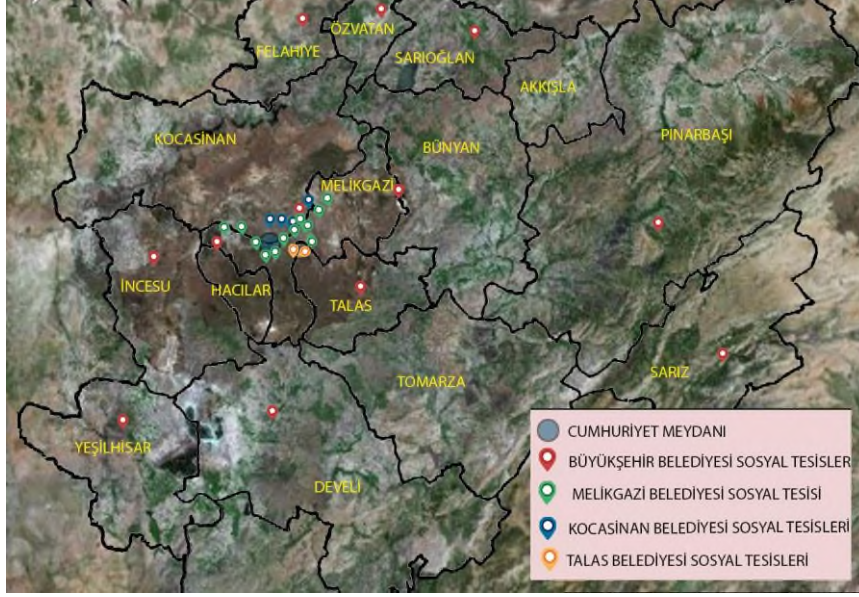 ÖZVATAN
FELAHİYE
SARIOĞLAN
AKKIŞLA
KOCASİNAN
BÜNYAN
PINARBAŞI
MELİKGAZİ
İNCESU
HACILAR
TALAS
TOMARZA
SARIZ
YEŞİLHİSAR
DEVELİ
CUMHURİYET MEYDANI
BÜYÜKŞEHİR BELEDİYESİ SOSYAL TESİSLER
MELİKGAZİ BELEDİYESİ SOSYAL TESİSİ
KOCASİNAN BELEDİYESİ SOSYAL TESİSLERİ
TALAS BELEDİYESİ SOSYAL TESİSLERİ